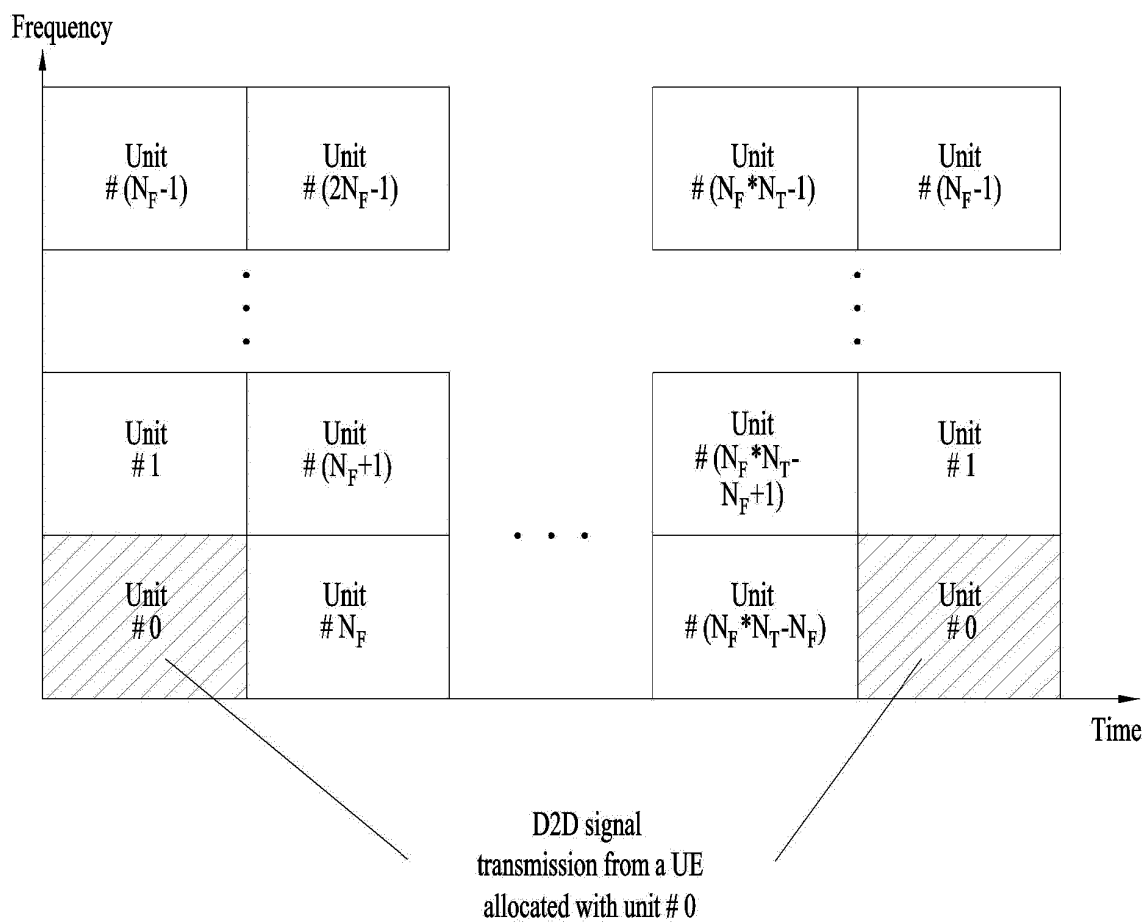 Frequency
Unit
# (N_F-1)
Unit
# (2N_F-1)
Unit
# (N_F*N_T-1)
Unit
# (N_F-1)
Unit
# 1
Unit
# (N_F+1)
Unit
# (N_F*N_T-
N_F+1)
Unit
# 1
Unit
# 0
Unit
# N_F
Unit
# (N_F*N_T-N_F)
Unit
# 0
Time
D2D signal
transmission from a UE
allocated with unit # 0